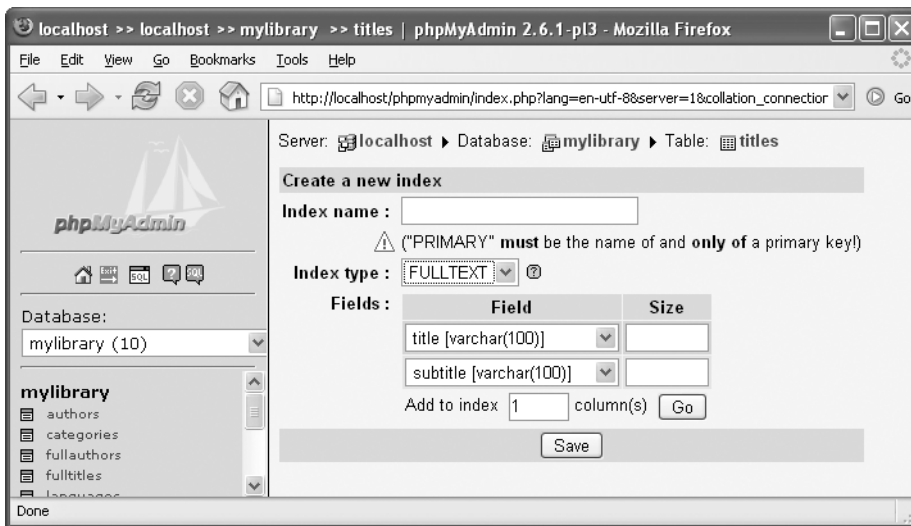 localhost >> localhost >> mylibrary >> titles | phpMyAdmin 2.6.1-pl3 - Mozilla Firefox
File Edit View Go Bookmarks Tools Help
http://localhost/phpmyadmin/index.php?lang=en-utf-8&server=1&collation_connection Go
phpMyAdmin
SQL SQL
Database:
mylibrary (10)
mylibrary
authors
categories
fullauthors
fulltitles
languages
Server: localhost Database: mylibrary Table: titles
Create a new index
Index name :
("PRIMARY" must be the name of and only of a primary key!)
Index type : FULLTEXT
Fields : Field Size
title [varchar(100)]
subtitle [varchar(100)]
Add to index 1 column(s) Go
Save
Done